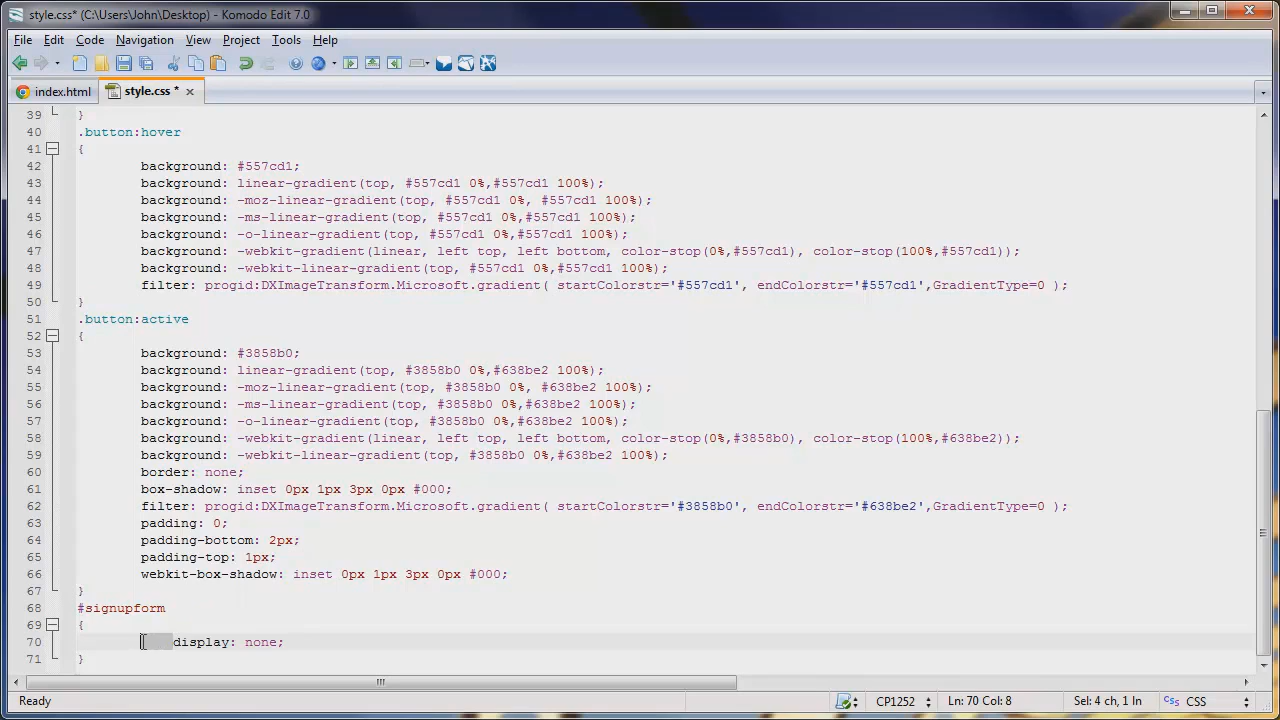 style.css* (C:\Users\John\Desktop) - Komodo Edit 7.0
File Edit Code Navigation View Project Tools Help
index.html style.css *
39 }
40 .button:hover
41 {
42 background: #557cd1;
43 background: linear-gradient(top, #557cd1 0%,#557cd1 100%);
44 background: -moz-linear-gradient(top, #557cd1 0%, #557cd1 100%);
45 background: -ms-linear-gradient(top, #557cd1 0%,#557cd1 100%);
46 background: -o-linear-gradient(top, #557cd1 0%,#557cd1 100%);
47 background: -webkit-gradient(linear, left top, left bottom, color-stop(0%,#557cd1), color-stop(100%,#557cd1));
48 background: -webkit-linear-gradient(top, #557cd1 0%,#557cd1 100%);
49 filter: progid:DXImageTransform.Microsoft.gradient( startColorstr='#557cd1', endColorstr='#557cd1',GradientType=0 );
50 }
51 .button:active
52 {
53 background: #3858b0;
54 background: linear-gradient(top, #3858b0 0%,#638be2 100%);
55 background: -moz-linear-gradient(top, #3858b0 0%, #638be2 100%);
56 background: -ms-linear-gradient(top, #3858b0 0%,#638be2 100%);
57 background: -o-linear-gradient(top, #3858b0 0%,#638be2 100%);
58 background: -webkit-gradient(linear, left top, left bottom, color-stop(0%,#3858b0), color-stop(100%,#638be2));
59 background: -webkit-linear-gradient(top, #3858b0 0%,#638be2 100%);
60 border: none;
61 box-shadow: inset 0px 1px 3px 0px #000;
62 filter: progid:DXImageTransform.Microsoft.gradient( startColorstr='#3858b0', endColorstr='#638be2',GradientType=0 );
63 padding: 0;
64 padding-bottom: 2px;
65 padding-top: 1px;
66 webkit-box-shadow: inset 0px 1px 3px 0px #000;
67 }
68 #signupform
69 {
70 display: none;
71 }
Ready CP1252 Ln: 70 Col: 8 Sel: 4 ch, 1 ln CSS CSS